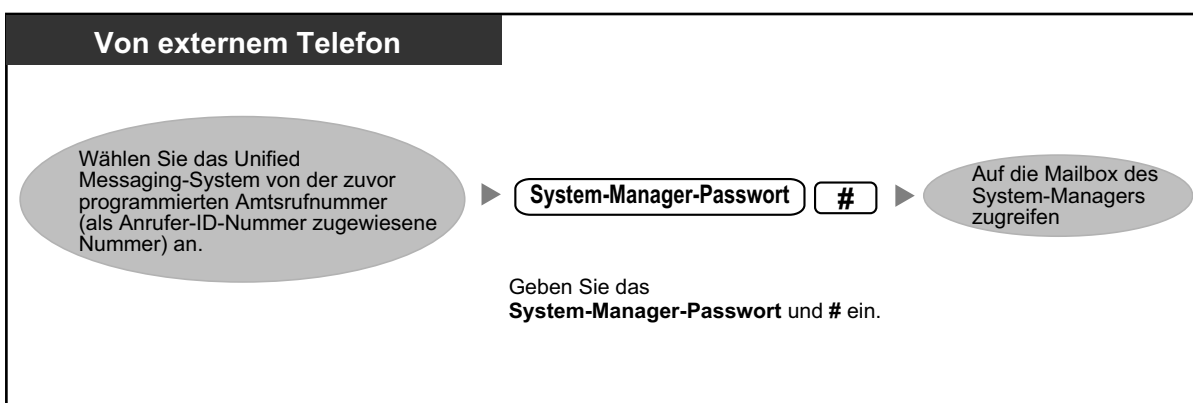 Von externem Telefon
Wählen Sie das Unified
Messaging-System von der zuvor
programmierten Amtsrufnummer
(als Anrufer-ID-Nummer zugewiesene
Nummer) an.
System-Manager-Passwort #
Geben Sie das
System-Manager-Passwort und # ein.
Auf die Mailbox des
System-Managers
zugreifen